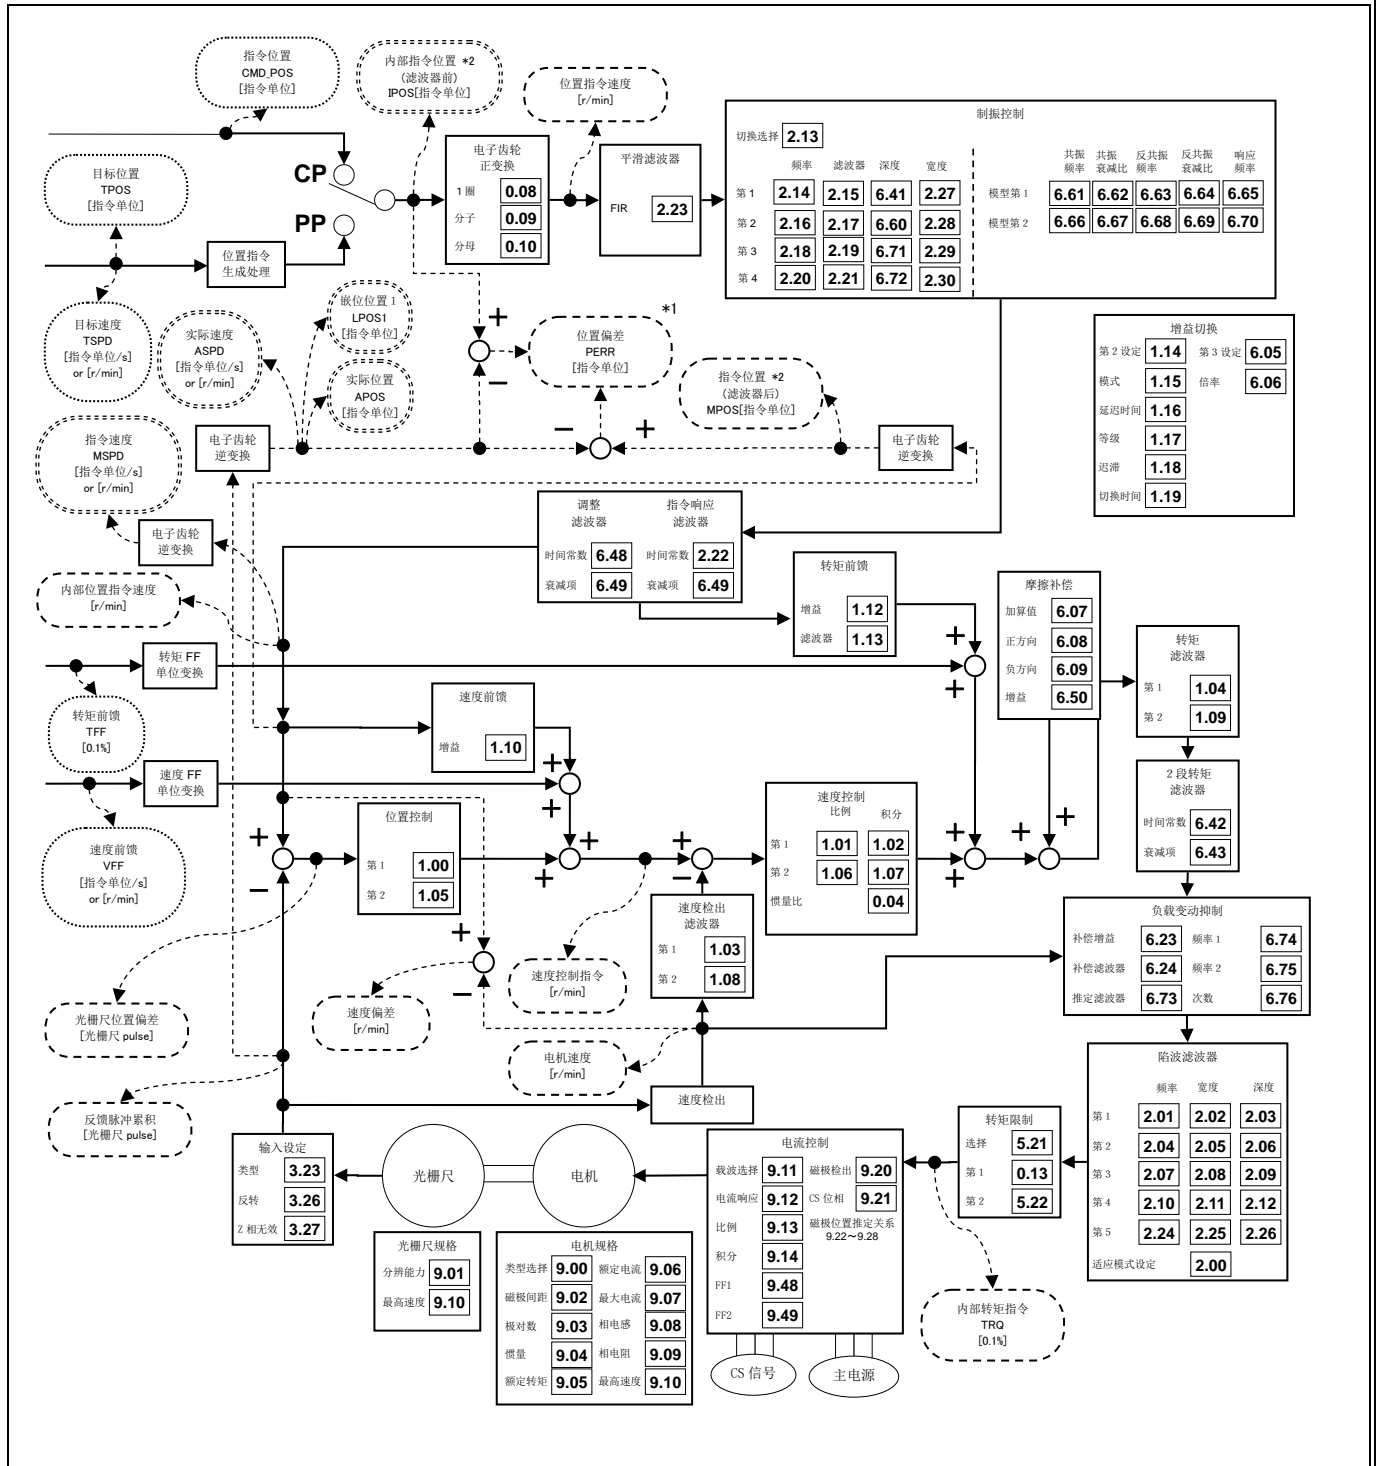 指令位置
CMD_POS
[指令单位]
内部指令位置 *2
(滤波器前)
IPOS[指令单位]
位置指令速度
[r/min]
目标位置
TPOS
[指令单位]
CP
PP
位置指令
生成处理
电子齿轮
正变换
1 圈 0.08
分子 0.09
分母 0.10
平滑滤波器
FIR 2.23
制振控制
切换选择 2.13
频率 滤波器 深度 宽度
第 1 2.14 2.15 6.41 2.27
第 2 2.16 2.17 6.60 2.28
第 3 2.18 2.19 6.71 2.29
第 4 2.20 2.21 6.72 2.30
共振 共振 反共振 反共振 响应
频率 衰减比 频率 衰减比 频率
模型第 1 6.61 6.62 6.63 6.64 6.65
模型第 2 6.66 6.67 6.68 6.69 6.70
目标速度
TSPD
[指令单位/s]
or [r/min]
实际速度
ASPD
[指令单位/s]
or [r/min]
嵌位位置 1
LPOS1
[指令单位]
实际位置
APOS
[指令单位]
+
−
*1
位置偏差
PERR
[指令单位]
指令位置 *2
(滤波器后)
MPOS[指令单位]
增益切换
第 2 设定 1.14 第 3 设定 6.05
模式 1.15 倍率 6.06
延迟时间 1.16
等级 1.17
迟滞 1.18
切换时间 1.19
指令速度
MSPD
[指令单位/s]
or [r/min]
电子齿轮
逆变换
− +
电子齿轮
逆变换
电子齿轮
逆变换
调整 指令响应
滤波器 滤波器
时间常数 6.48 时间常数 2.22
衰减项 6.49 衰减项 6.49
内部位置指令速度
[r/min]
转矩前馈
增益 1.12
滤波器 1.13
摩擦补偿
加算值 6.07
正方向 6.08
负方向 6.09
增益 6.50
转矩
滤波器
第 1 1.04
第 2 1.09
转矩 FF
单位变换
+
+
转矩前馈
TFF
[0.1%]
速度前馈
增益 1.10
速度 FF
单位变换
+
+
2 段转矩
滤波器
时间常数 6.42
衰减项 6.43
速度前馈
VFF
[指令单位/s]
or [r/min]
+
−
位置控制
第 1 1.00
第 2 1.05
+
+
+
−
速度控制
比例 积分
第 1 1.01 1.02
第 2 1.06 1.07
惯量比 0.04
+
+
+
+
速度检出
滤波器
第 1 1.03
第 2 1.08
负载变动抑制
补偿增益 6.23 频率 1 6.74
补偿滤波器 6.24 频率 2 6.75
推定滤波器 6.73 次数 6.76
+
−
速度控制指令
[r/min]
速度偏差
[r/min]
光栅尺位置偏差
[光栅尺 pulse]
电机速度
[r/min]
速度检出
反馈脉冲累积
[光栅尺 pulse]
陷波滤波器
频率 宽度 深度
第 1 2.01 2.02 2.03
第 2 2.04 2.05 2.06
第 3 2.07 2.08 2.09
第 4 2.10 2.11 2.12
第 5 2.24 2.25 2.26
适应模式设定 2.00
转矩限制
选择 5.21
第 1 0.13
第 2 5.22
输入设定
类型 3.23
反转 3.26
Z 相无效 3.27
光栅尺
电机
电流控制
载波选择 9.11 磁极检出 9.20
电流响应 9.12 CS 位相 9.21
比例 9.13 磁极位置推定关系
9.22～9.28
积分 9.14
FF1 9.48
FF2 9.49
光栅尺规格
分辨能力 9.01
最高速度 9.10
电机规格
类型选择 9.00 额定电流 9.06
磁极间距 9.02 最大电流 9.07
极对数 9.03 相电感 9.08
惯量 9.04 相电阻 9.09
额定转矩 9.05 最高速度 9.10
内部转矩指令
TRQ
[0.1%]
CS 信号
主电源